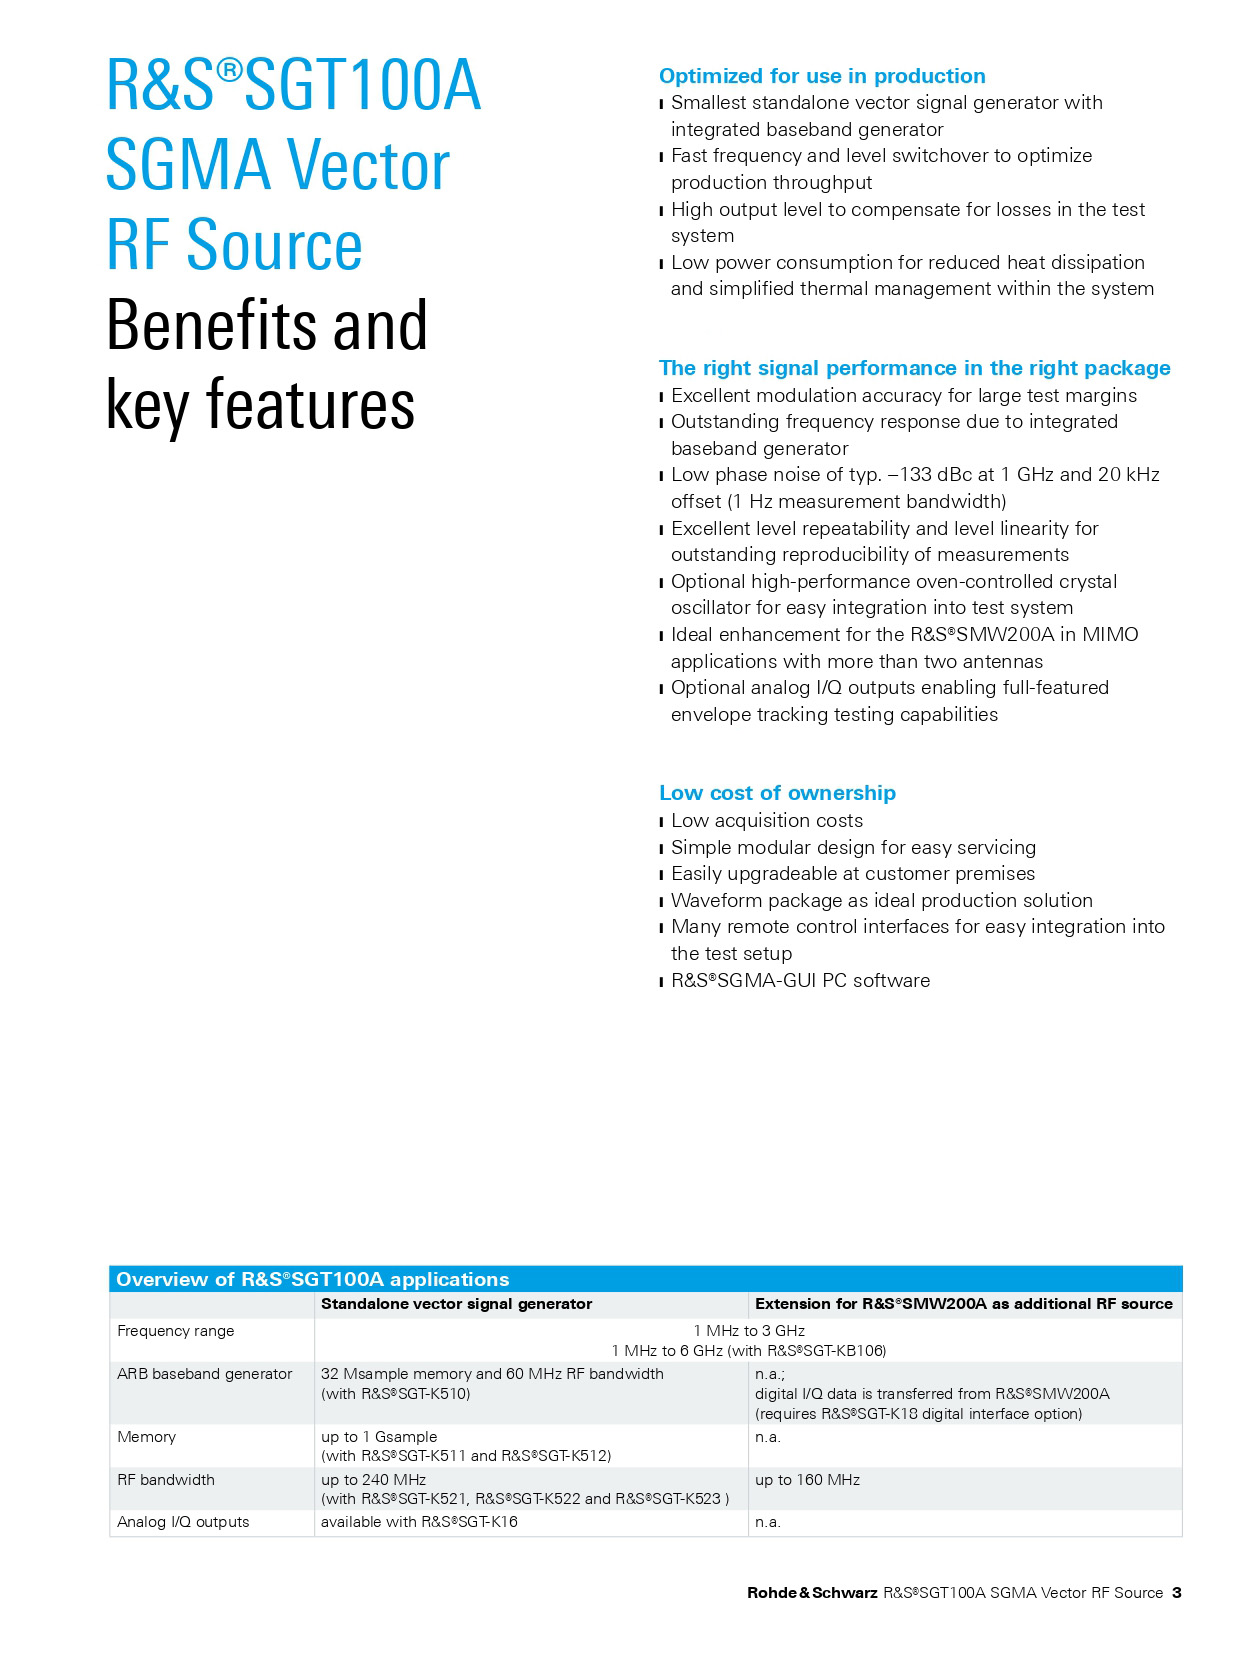 R&S®SGT100A
SGMA Vector
RF Source
Benefits and
key features
Optimized for use in production
ı Smallest standalone vector signal generator with
integrated baseband generator
ı Fast frequency and level switchover to optimize
production throughput
ı High output level to compensate for losses in the test
system
ı Low power consumption for reduced heat dissipation
and simplified thermal management within the system
The right signal performance in the right package
ı Excellent modulation accuracy for large test margins
ı Outstanding frequency response due to integrated
baseband generator
ı Low phase noise of typ. –133 dBc at 1 GHz and 20 kHz
offset (1 Hz measurement bandwidth)
ı Excellent level repeatability and level linearity for
outstanding reproducibility of measurements
ı Optional high-performance oven-controlled crystal
oscillator for easy integration into test system
ı Ideal enhancement for the R&S®SMW200A in MIMO
applications with more than two antennas
ı Optional analog I/Q outputs enabling full-featured
envelope tracking testing capabilities
Low cost of ownership
ı Low acquisition costs
ı Simple modular design for easy servicing
ı Easily upgradeable at customer premises
ı Waveform package as ideal production solution
ı Many remote control interfaces for easy integration into
the test setup
ı R&S®SGMA-GUI PC software
Overview of R&S®SGT100A applications
Standalone vector signal generator Extension for R&S®SMW200A as additional RF source
Frequency range 1 MHz to 3 GHz
1 MHz to 6 GHz (with R&S®SGT-KB106)
ARB baseband generator 32 Msample memory and 60 MHz RF bandwidth n.a.;
(with R&S®SGT-K510) digital I/Q data is transferred from R&S®SMW200A
(requires R&S®SGT-K18 digital interface option)
Memory up to 1 Gsample n.a.
(with R&S®SGT-K511 and R&S®SGT-K512)
RF bandwidth up to 240 MHz up to 160 MHz
(with R&S®SGT-K521, R&S®SGT-K522 and R&S®SGT-K523 )
Analog I/Q outputs available with R&S®SGT-K16 n.a.
Rohde & Schwarz R&S®SGT100A SGMA Vector RF Source 3